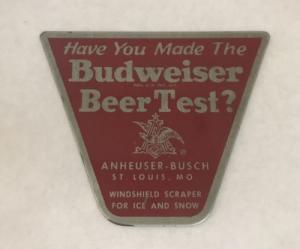 Have You Made The
Budweiser
Beer Test?
®
ANHEUSER-BUSCH
ST. LOUIS, MO
WINDSHIELD SCRAPER
FOR ICE AND SNOW